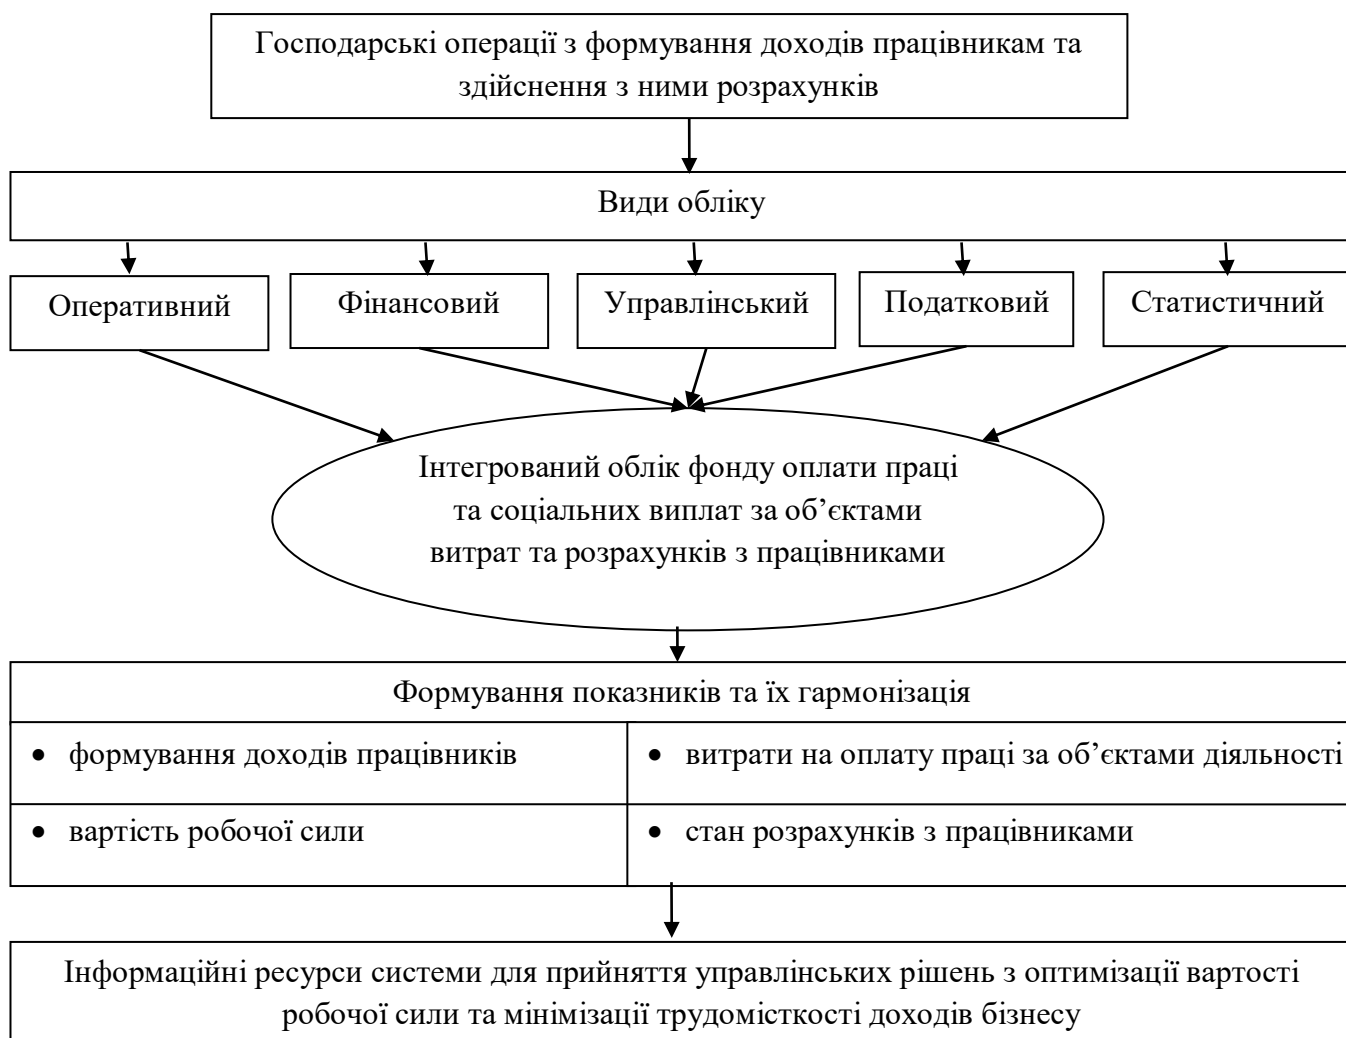 Господарські операції з формування доходів працівникам та
здійснення з ними розрахунків
Види обліку
Оперативний
Фінансовий
Управлінський
Податковий
Статистичний
Інтегрований облік фонду оплати праці
та соціальних виплат за об’єктами
витрат та розрахунків з працівниками
Формування показників та їх гармонізація
• формування доходів працівників
• витрати на оплату праці за об’єктами діяльності
• вартість робочої сили
• стан розрахунків з працівниками
Інформаційні ресурси системи для прийняття управлінських рішень з оптимізації вартості
робочої сили та мінімізації трудомісткості доходів бізнесу